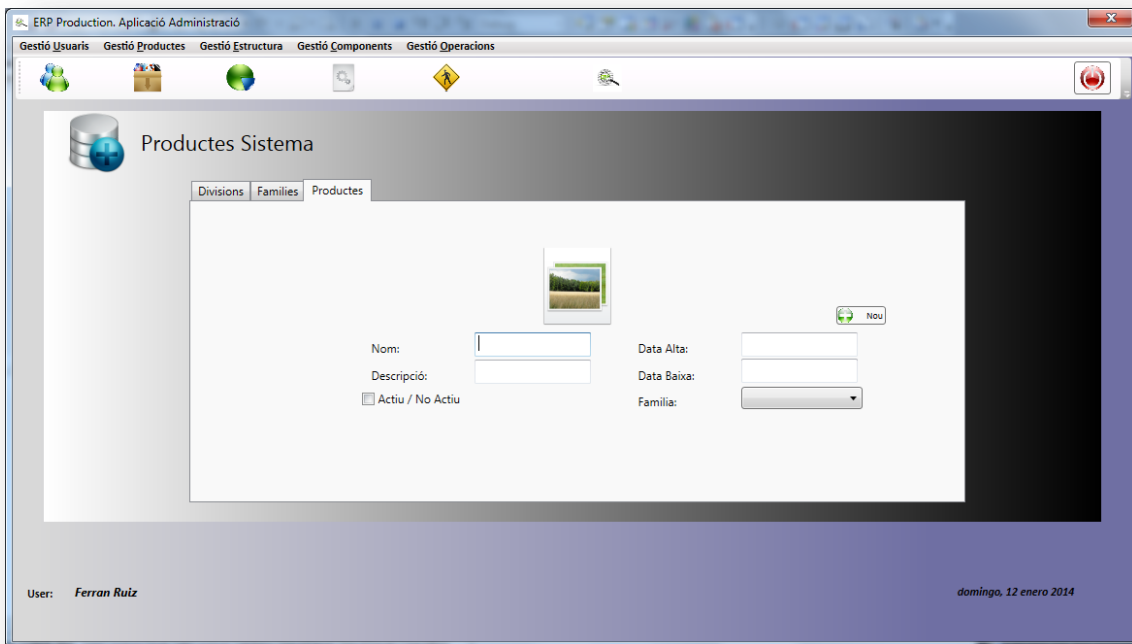 ERP Production. Aplicació Administració
Gestió Usuaris Gestió Productes Gestió Estructura Gestió Components Gestió Operacions
Productes Sistema
Divisions Families Productes
Nou
Nom: Data Alta:
Descripció: Data Baixa:
Actiu / No Actiu Familia:
User: Ferran Ruiz domingo, 12 enero 2014